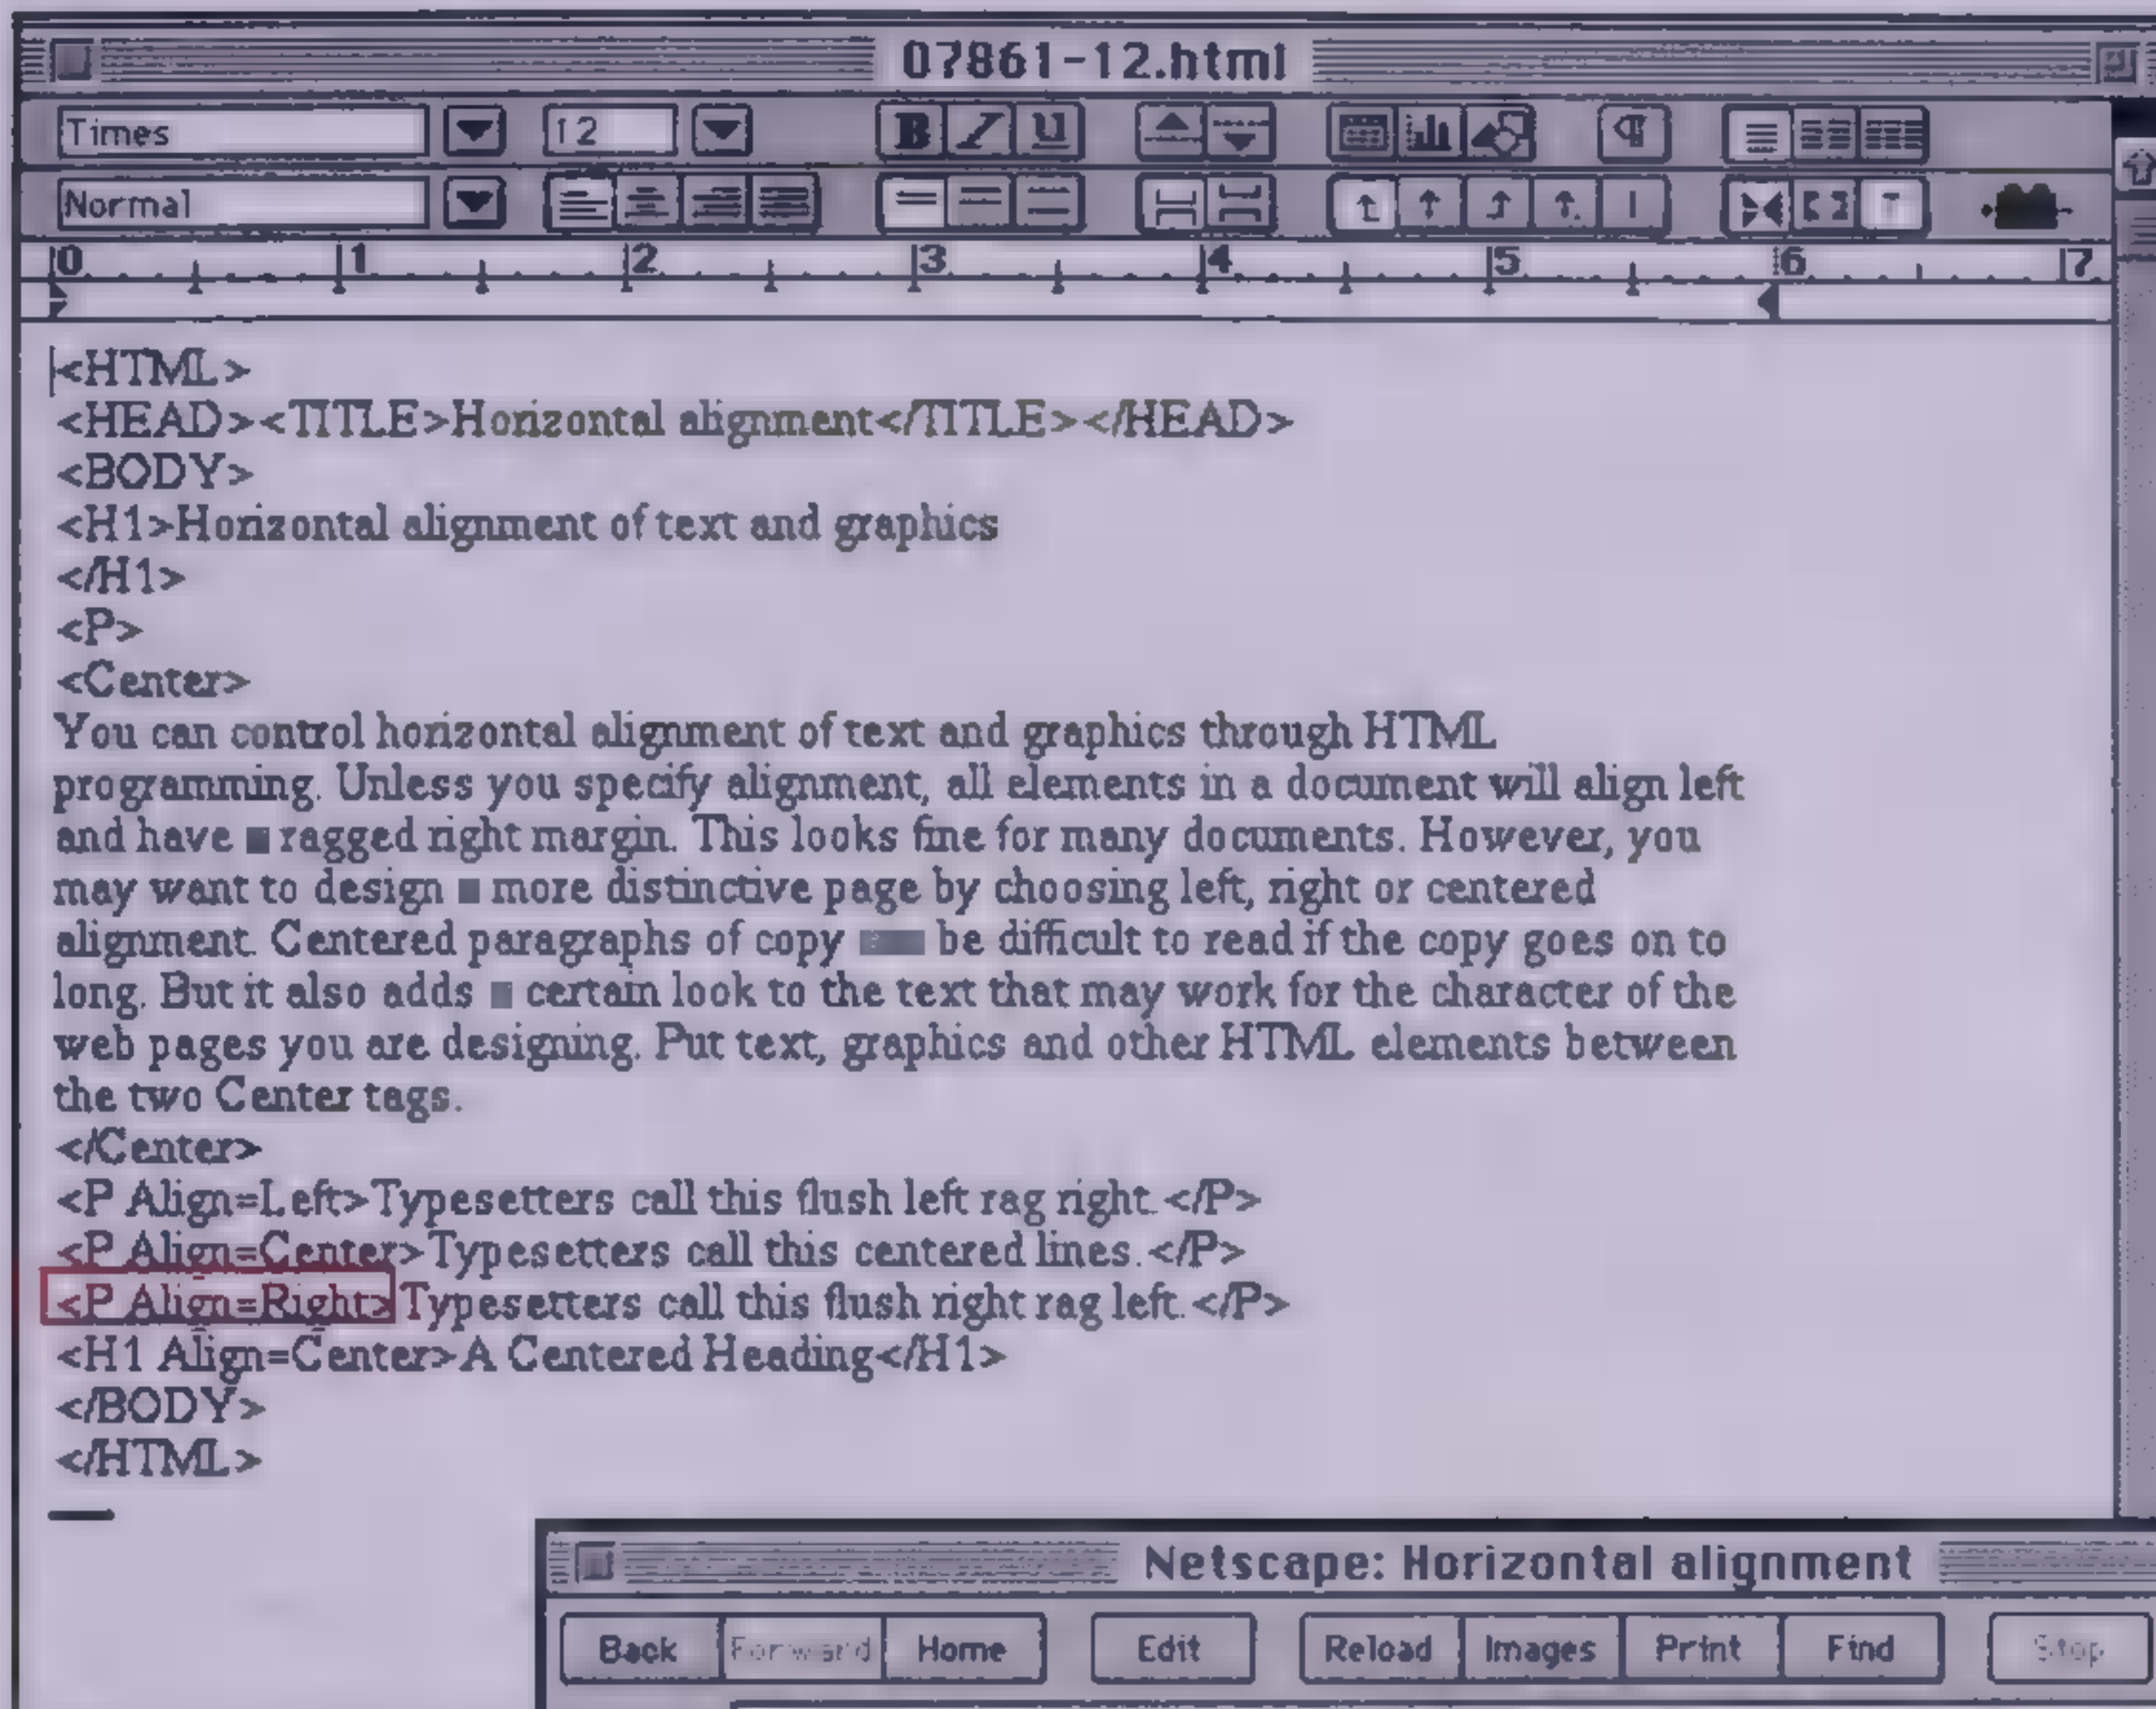 07861-12.html
Times 12 B I U
Normal
0 1 2 3 4 5 6 7
<HTML>
<HEAD><TITLE>Horizontal alignment</TITLE></HEAD>
<BODY>
<H1>Horizontal alignment of text and graphics
</H1>
<P>
<Center>
You can control horizontal alignment of text and graphics through HTML
programming. Unless you specify alignment, all elements in a document will align left
and have ragged right margin. This looks fine for many documents. However, you
may want to design more distinctive page by choosing left, right or centered
alignment. Centered paragraphs of copy be difficult to read if the copy goes on to
long. But it also adds certain look to the text that may work for the character of the
web pages you are designing. Put text, graphics and other HTML elements between
the two Center tags.
</Center>
<P Align=Left>Typesetters call this flush left rag right.</P>
<P Align=Center>Typesetters call this centered lines.</P>
<P Align=Right>Typesetters call this flush right rag left.</P>
<H1 Align=Center>A Centered Heading</H1>
</BODY>
</HTML>
Netscape: Horizontal alignment
Back Forward Home Edit Reload Images Print Find Stop